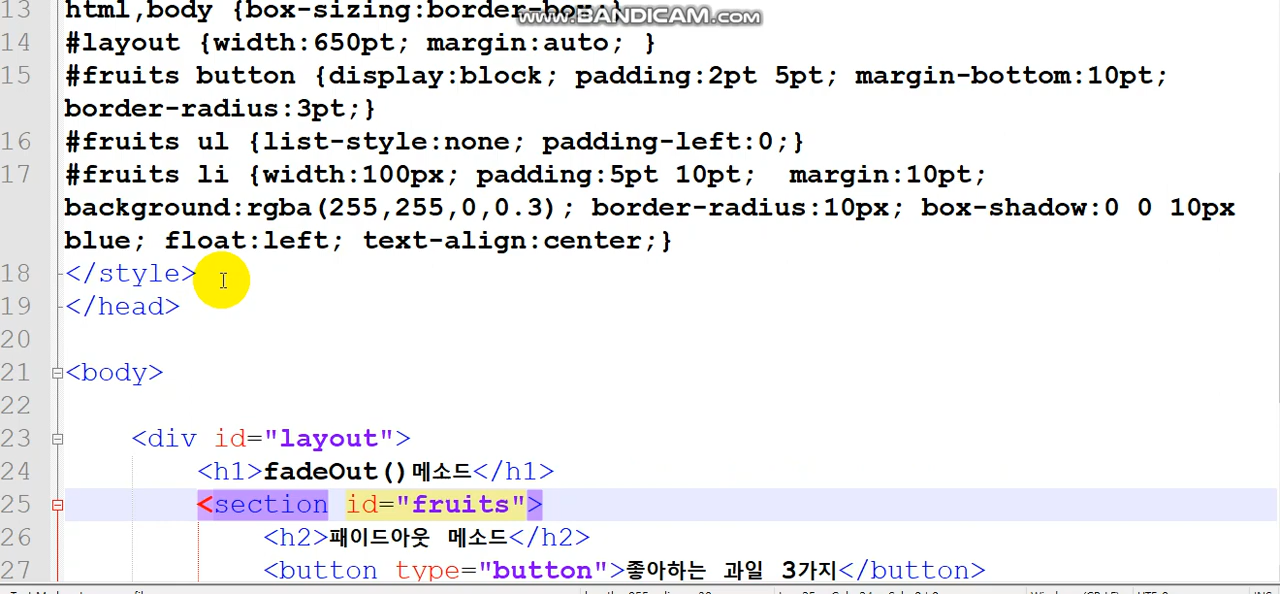 www.BANDICAM.com
13 html,body {box-sizing:border-box;}
14 #layout {width:650pt; margin:auto; }
15 #fruits button {display:block; padding:2pt 5pt; margin-bottom:10pt;
border-radius:3pt;}
16 #fruits ul {list-style:none; padding-left:0;}
17 #fruits li {width:100px; padding:5pt 10pt;  margin:10pt;
background:rgba(255,255,0,0.3); border-radius:10px; box-shadow:0 0 10px
blue; float:left; text-align:center;}
18 </style>
19 </head>
20
21 <body>
22
23 <div id="layout">
24 <h1>fadeOut()메소드</h1>
25 <section id="fruits">
26 <h2>페이드아웃 메소드</h2>
27 <button type="button">좋아하는 과일 3가지</button>